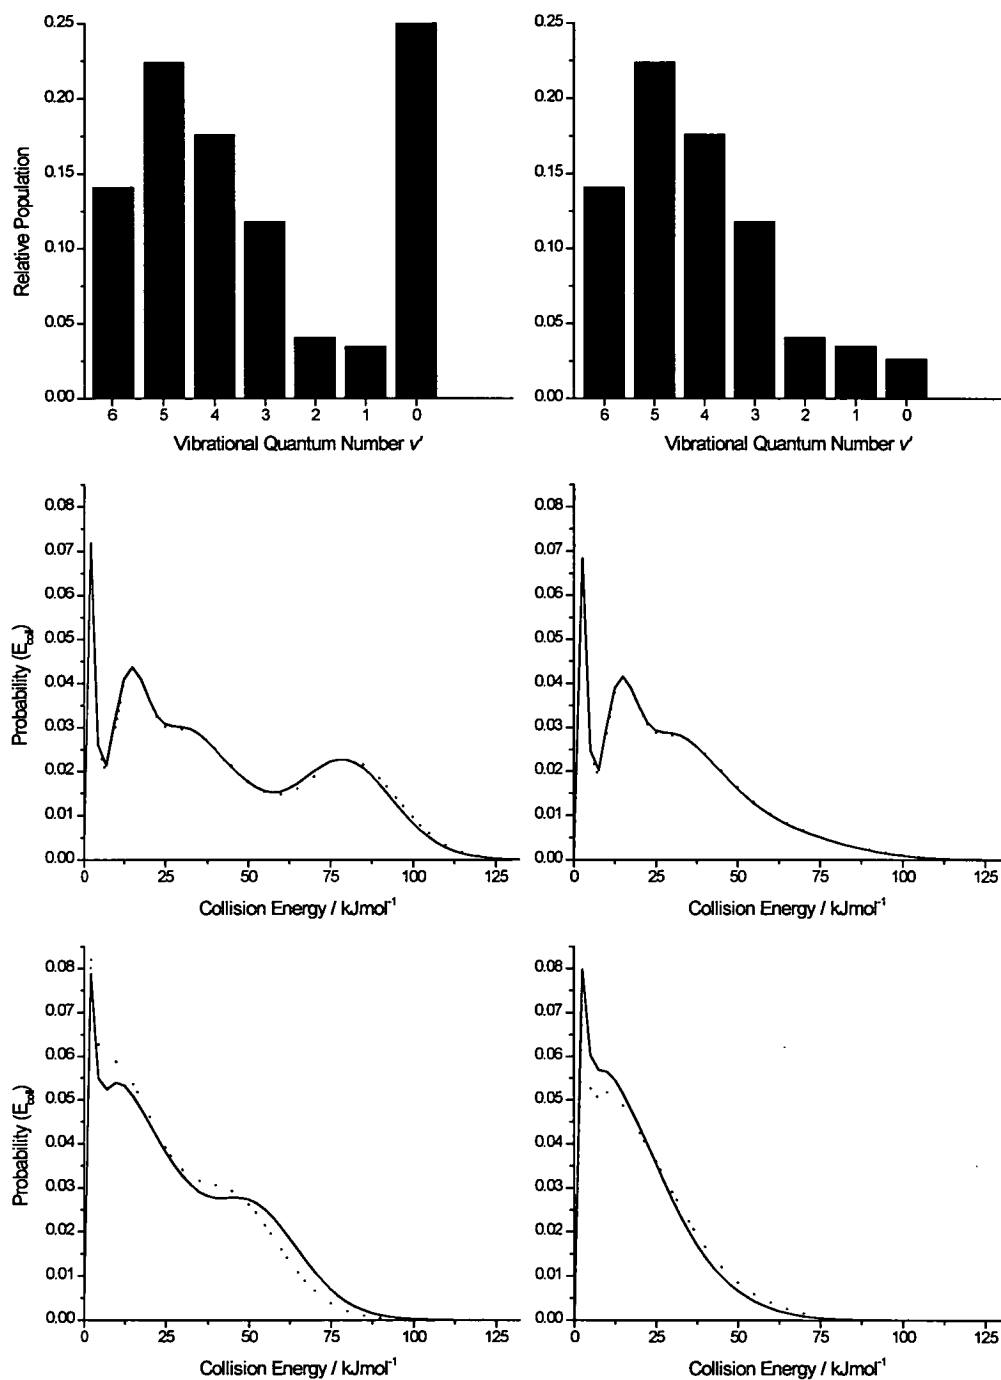 0.25 0.25
0.20 0.20
0.15 0.15
0.10 0.10
0.05 0.05
0.00 0.00
Relative Population
6 5 4 3 2 1 0 6 5 4 3 2 1 0
Vibrational Quantum Number v' Vibrational Quantum Number v'
0.08 0.08
0.07 0.07
0.06 0.06
0.05 0.05
0.04 0.04
0.03 0.03
0.02 0.02
0.01 0.01
0.00 0.00
Probability (E_coll)
0 25 50 75 100 125 0 25 50 75 100 125
Collision Energy / kJmol⁻¹ Collision Energy / kJmol⁻¹
0.08 0.08
0.07 0.07
0.06 0.06
0.05 0.05
0.04 0.04
0.03 0.03
0.02 0.02
0.01 0.01
0.00 0.00
Probability (E_coll)
0 25 50 75 100 125 0 25 50 75 100 125
Collision Energy / kJmol⁻¹ Collision Energy / kJmol⁻¹